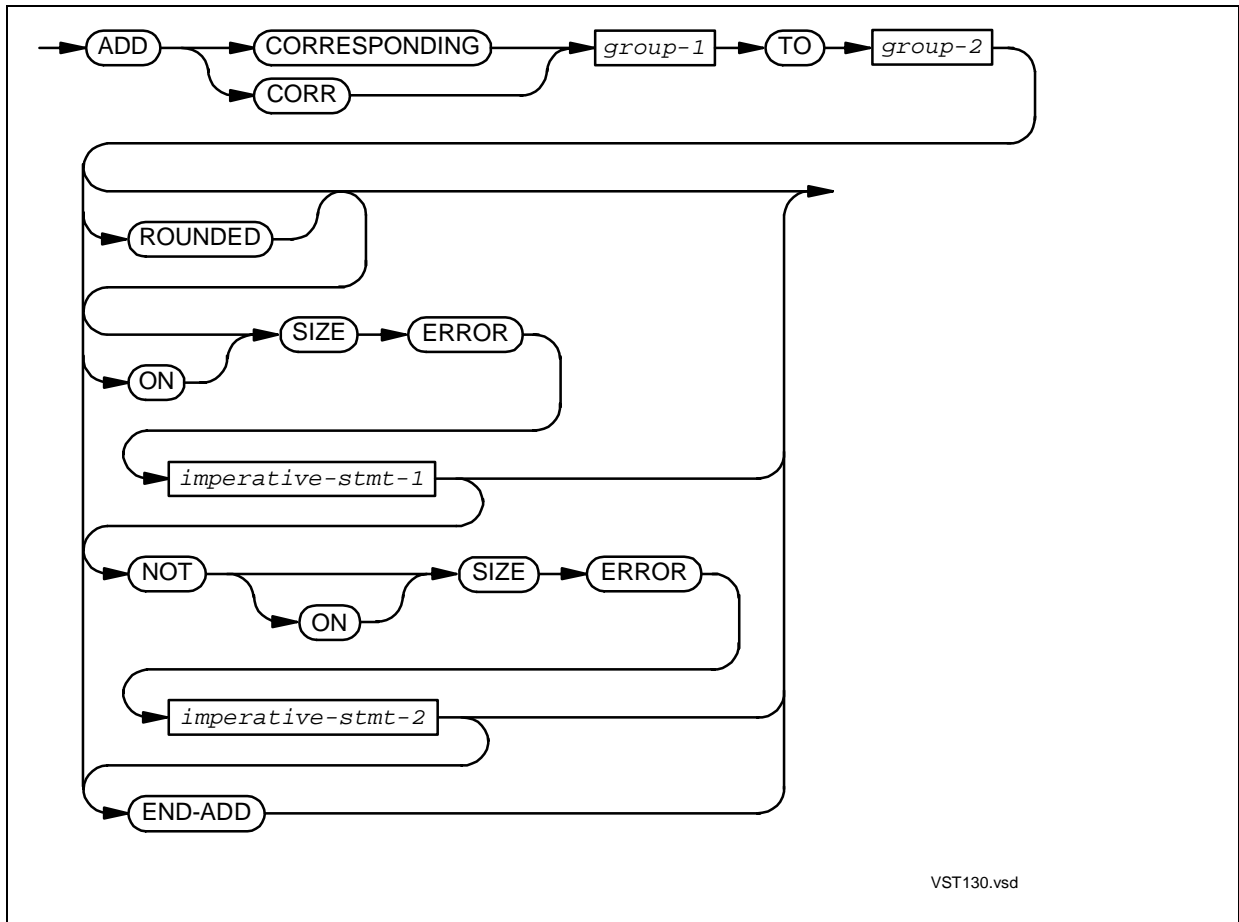 ADD CORRESPONDING group-1 TO group-2
CORR
ROUNDED
SIZE ERROR
ON
imperative-stmt-1
NOT SIZE ERROR
ON
imperative-stmt-2
END-ADD
VST130.vsd